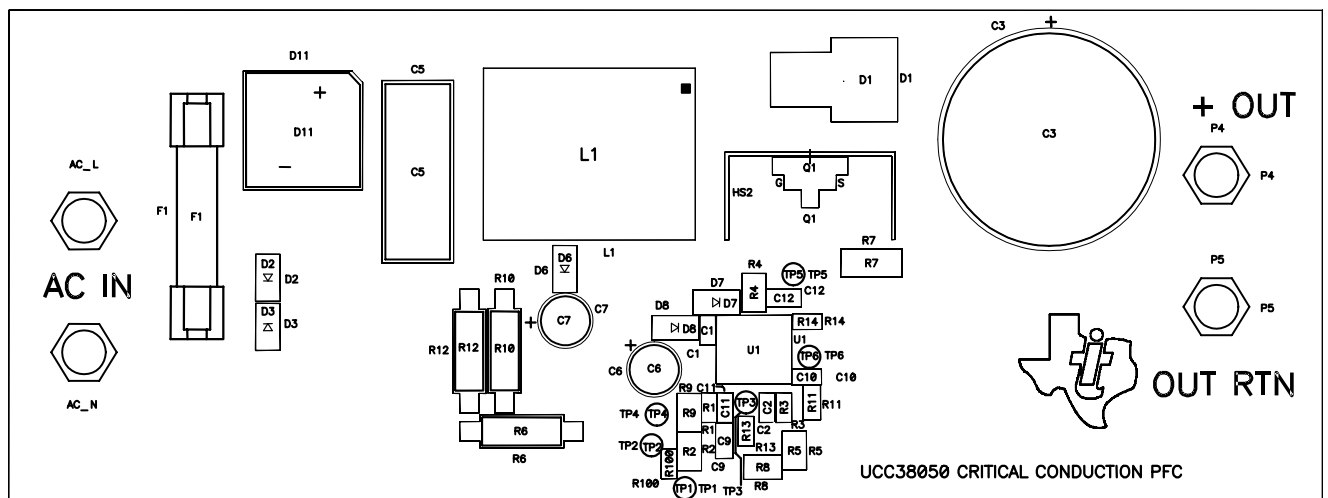 C3
+
D11
C5
D1
D1
+
D11
−
C5
L1
C3
+ OUT
P4
P4
AC_L
F1
F1
Q1
G
S
HS2
Q1
AC IN
D2
D2
D3
D3
L1
D6
D6
R7
R7
P5
P5
R4
R4
TP5
TP5
D7
D7
C12
C12
R10
+
C7
C7
D8
D8
C1
C1
R14
R14
U1
U1
R12
R12
R10
+
C6
C6
TP6
TP6
C10
C10
OUT RTN
AC_N
R9
C11
TP4
TP4
R9
R1
C11
TP3
C2
R3
R11
R11
R6
R6
TP2
TP2
R1
R13
C2
R3
R2
R2
C9
C9
R13
R5
R5
R100
R100
R8
R8
TP1
TP1
TP3
UCC38050 CRITICAL CONDUCTION PFC